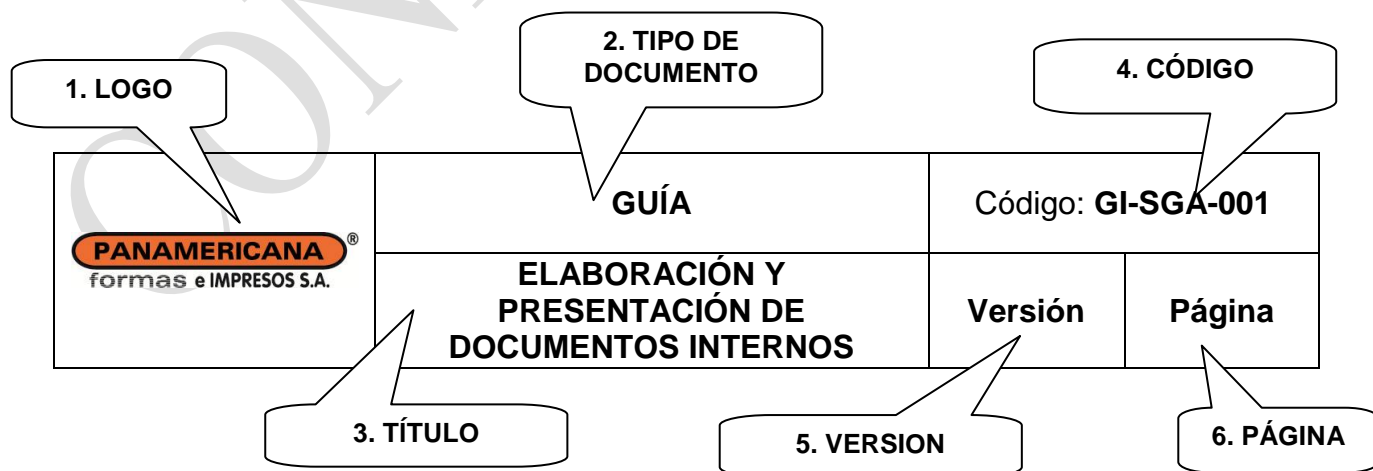 2. TIPO DE
DOCUMENTO
4. CÓDIGO
1. LOGO
GUÍA
Código: GI-SGA-001
PANAMERICANA®
formas e IMPRESOS S.A.
ELABORACIÓN Y
PRESENTACIÓN DE
DOCUMENTOS INTERNOS
Versión
Página
3. TÍTULO
5. VERSION
6. PÁGINA